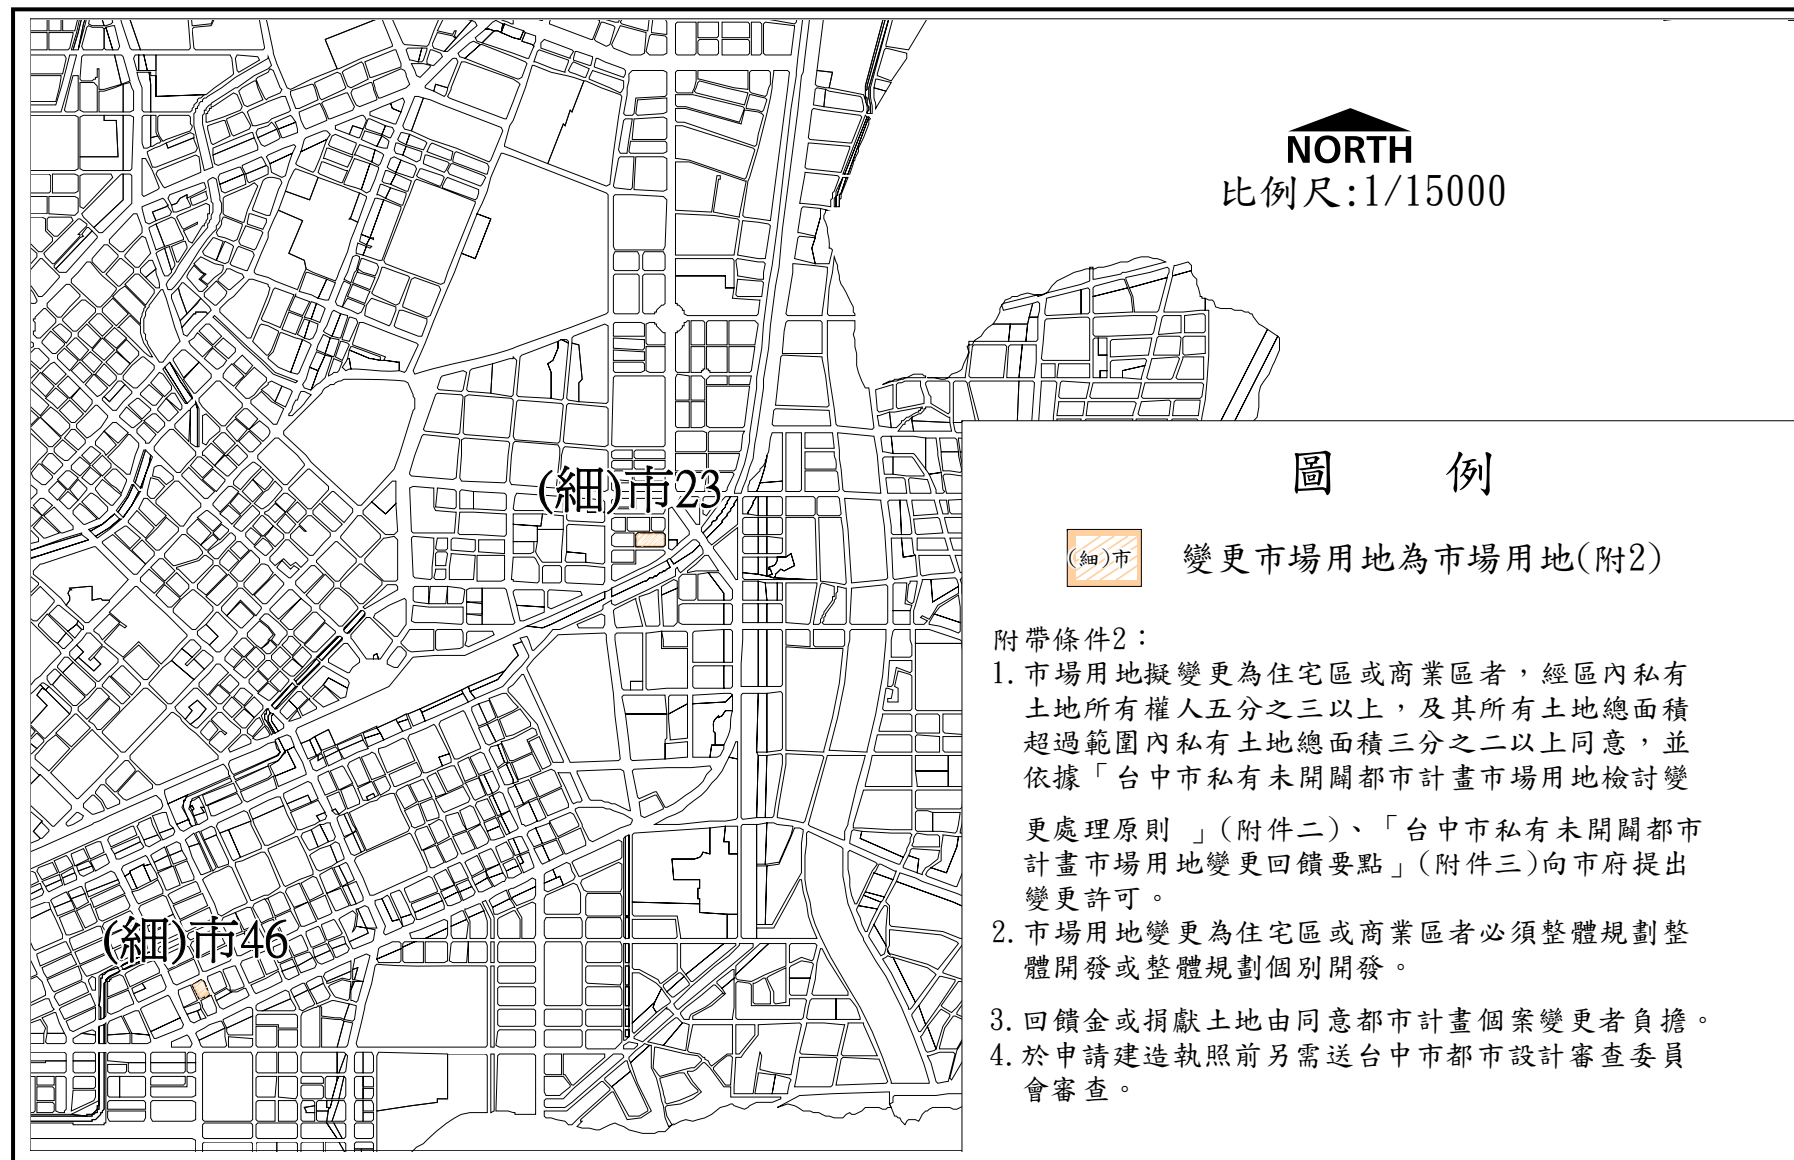 NORTH
比例尺:1/15000
(細)市23
(細)市46
圖 例
(細)市 變更市場用地為市場用地(附2)
附帶條件2：
1.市場用地擬變更為住宅區或商業區者，經區內私有
土地所有權人五分之三以上，及其所有土地總面積
超過範圍內私有土地總面積三分之二以上同意，並
依據「台中市私有未開闢都市計畫市場用地檢討變
更處理原則 」(附件二)、「台中市私有未開闢都市
計畫市場用地變更回饋要點」(附件三)向市府提出
變更許可。
2.市場用地變更為住宅區或商業區者必須整體規劃整
體開發或整體規劃個別開發。
3.回饋金或捐獻土地由同意都市計畫個案變更者負擔。
4.於申請建造執照前另需送台中市都市設計審查委員
會審查。